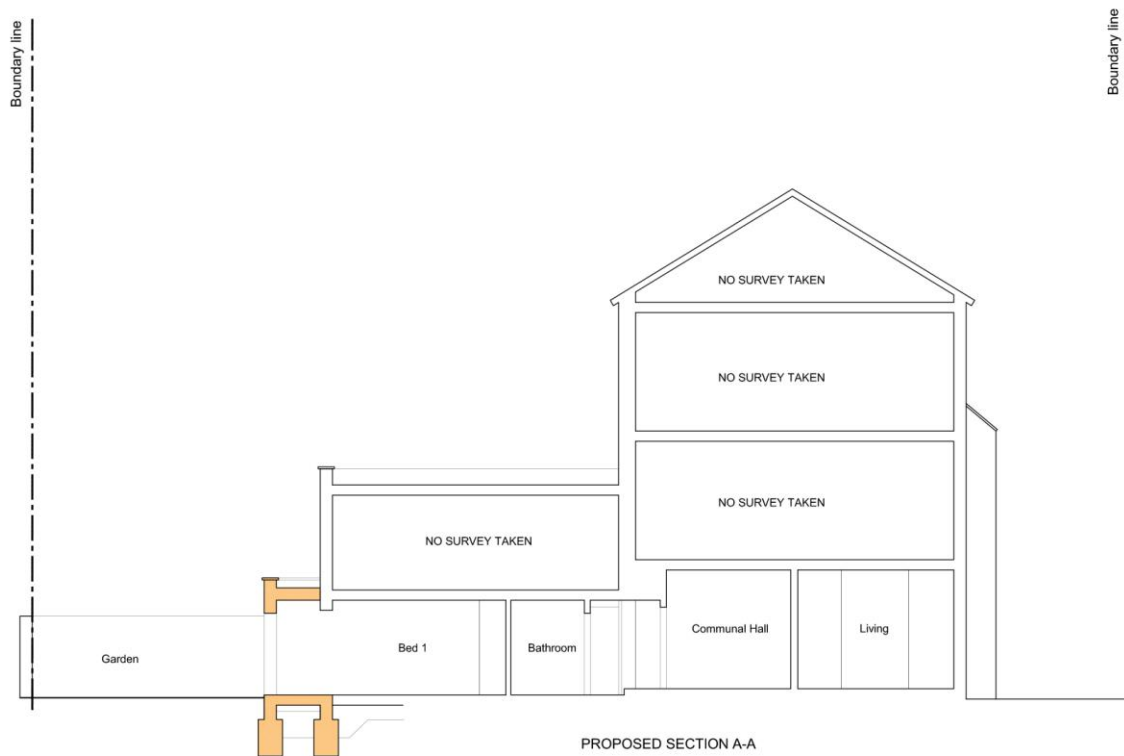 Boundary line
Boundary line
NO SURVEY TAKEN
NO SURVEY TAKEN
NO SURVEY TAKEN
NO SURVEY TAKEN
Garden
Bed 1
Bathroom
Communal Hall
Living
PROPOSED SECTION A-A